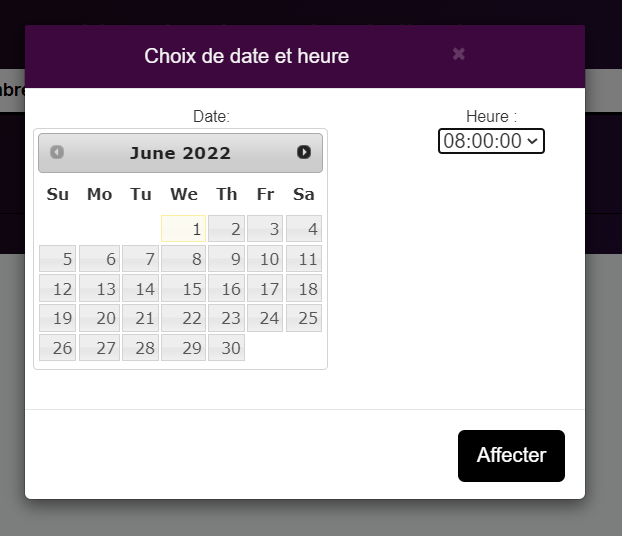 Choix de date et heure ×
Date:
Heure :
08:00:00
June 2022
Su Mo Tu We Th Fr Sa
1 2 3 4
5 6 7 8 9 10 11
12 13 14 15 16 17 18
19 20 21 22 23 24 25
26 27 28 29 30
Affecter